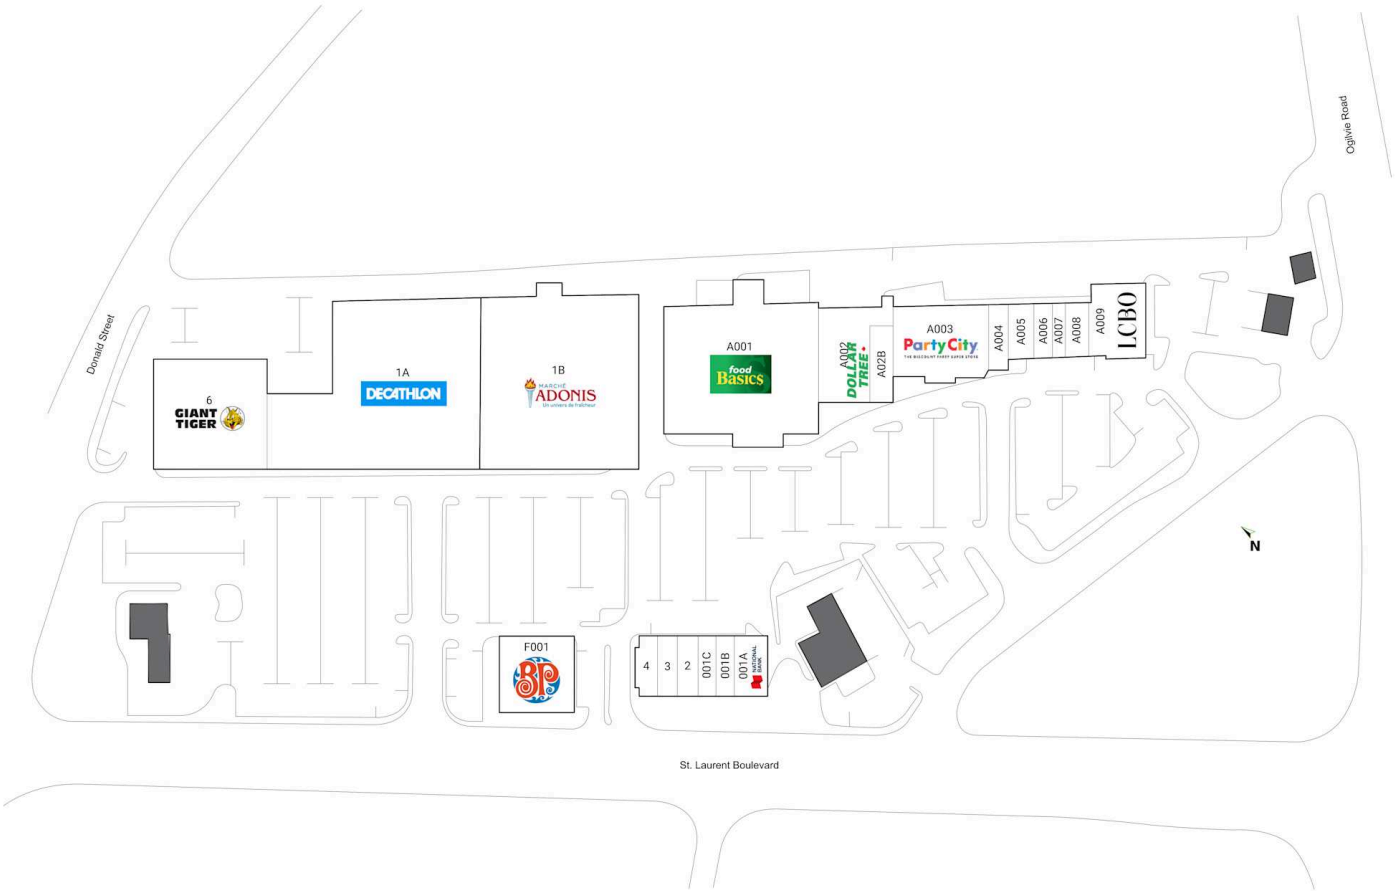 Ogilvie Road
Donald Street
6
GIANT
TIGER
1A
DECATHLON
1B
MARCHÉ
ADONIS
Un univers de fraîcheur
A001
food
Basics
A002
DOLLAR
TREE
A02B
A003
Party City
THE DISCOUNT PARTY SUPER STORE
A004
A005
A006
A007
A008
A009
LCBO
N
F001
BP
4
3
2
001C
001B
001A
NATIONAL
BANK
St. Laurent Boulevard